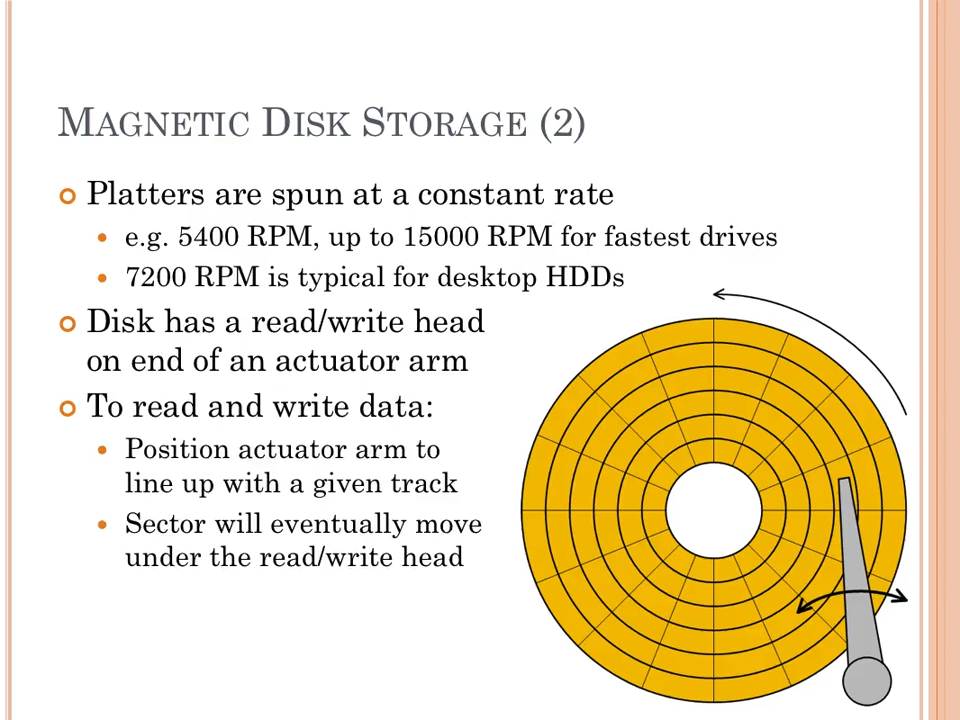 MAGNETIC DISK STORAGE (2)
Platters are spun at a constant rate
e.g. 5400 RPM, up to 15000 RPM for fastest drives
7200 RPM is typical for desktop HDDs
Disk has a read/write head
on end of an actuator arm
To read and write data:
Position actuator arm to
line up with a given track
Sector will eventually move
under the read/write head